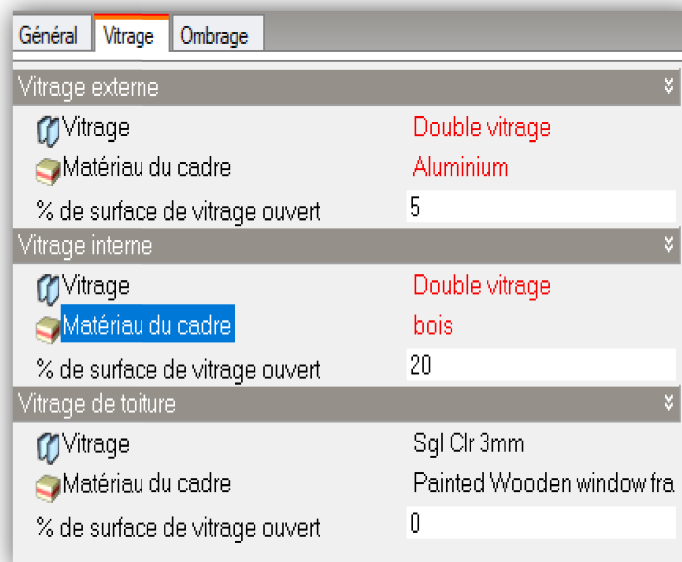 Général Vitrage Ombrage
Vitrage externe
Vitrage Double vitrage
Matériau du cadre Aluminium
% de surface de vitrage ouvert 5
Vitrage interne
Vitrage Double vitrage
Matériau du cadre bois
% de surface de vitrage ouvert 20
Vitrage de toiture
Vitrage Sgl Clr 3mm
Matériau du cadre Painted Wooden window fra
% de surface de vitrage ouvert 0